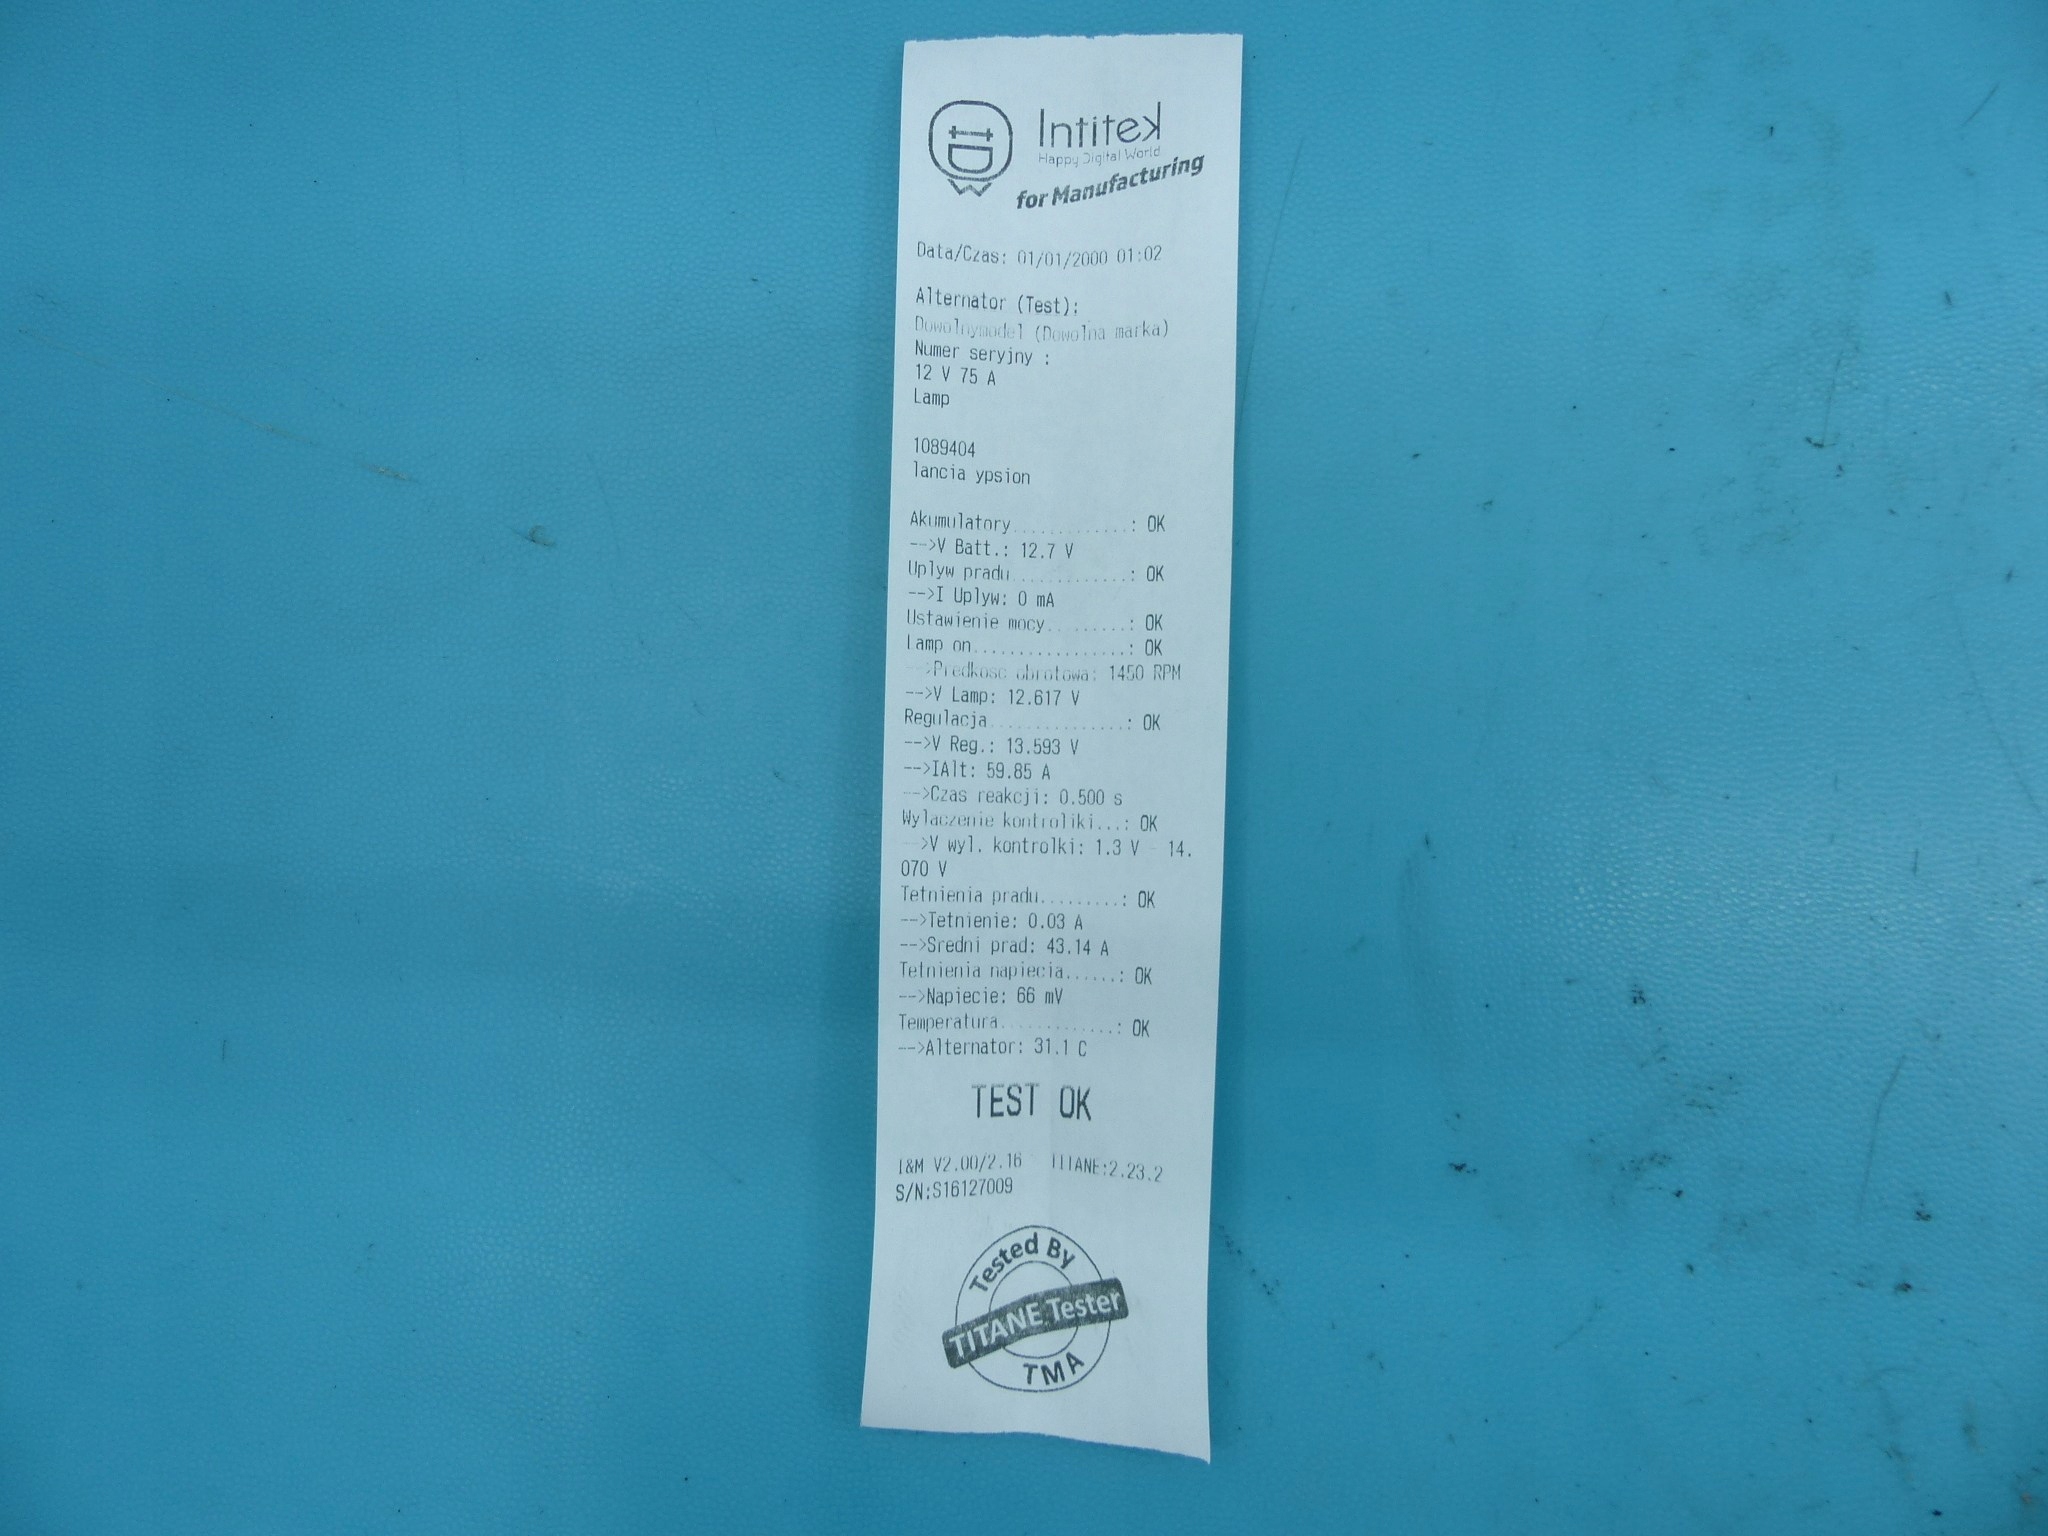 Intitek
Happy Digital World
for Manufacturing
Data/Czas: 01/01/2000 01:02
Alternator (Test):
Dowolnymodel (Dowolna marka)
Numer seryjny :
12 V 75 A
Lamp
1089404
lancia ypsion
Akumulatory.............: OK
-->V Batt.: 12.7 V
Uplyw pradu.............: OK
-->I Uplyw: 0 mA
Ustawienie mocy.........: OK
Lamp on.................: OK
-->Predkosc obrotowa: 1450 RPM
-->V Lamp: 12.617 V
Regulacja...............: OK
-->V Reg.: 13.593 V
-->IAlt: 59.85 A
-->Czas reakcji: 0.500 s
Wylaczenie kontroliki...: OK
-->V wyl. kontrolki: 1.3 V - 14.
070 V
Tetnienia pradu.........: OK
-->Tetnienie: 0.03 A
-->Sredni prad: 43.14 A
Tetnienia napiecia......: OK
-->Napiecie: 66 mV
Temperatura.............: OK
-->Alternator: 31.1 C
TEST OK
I&M V2.00/2.16 TITANE:2.23.2
S/N:S16127009
Tested By
TITANE Tester
TMA